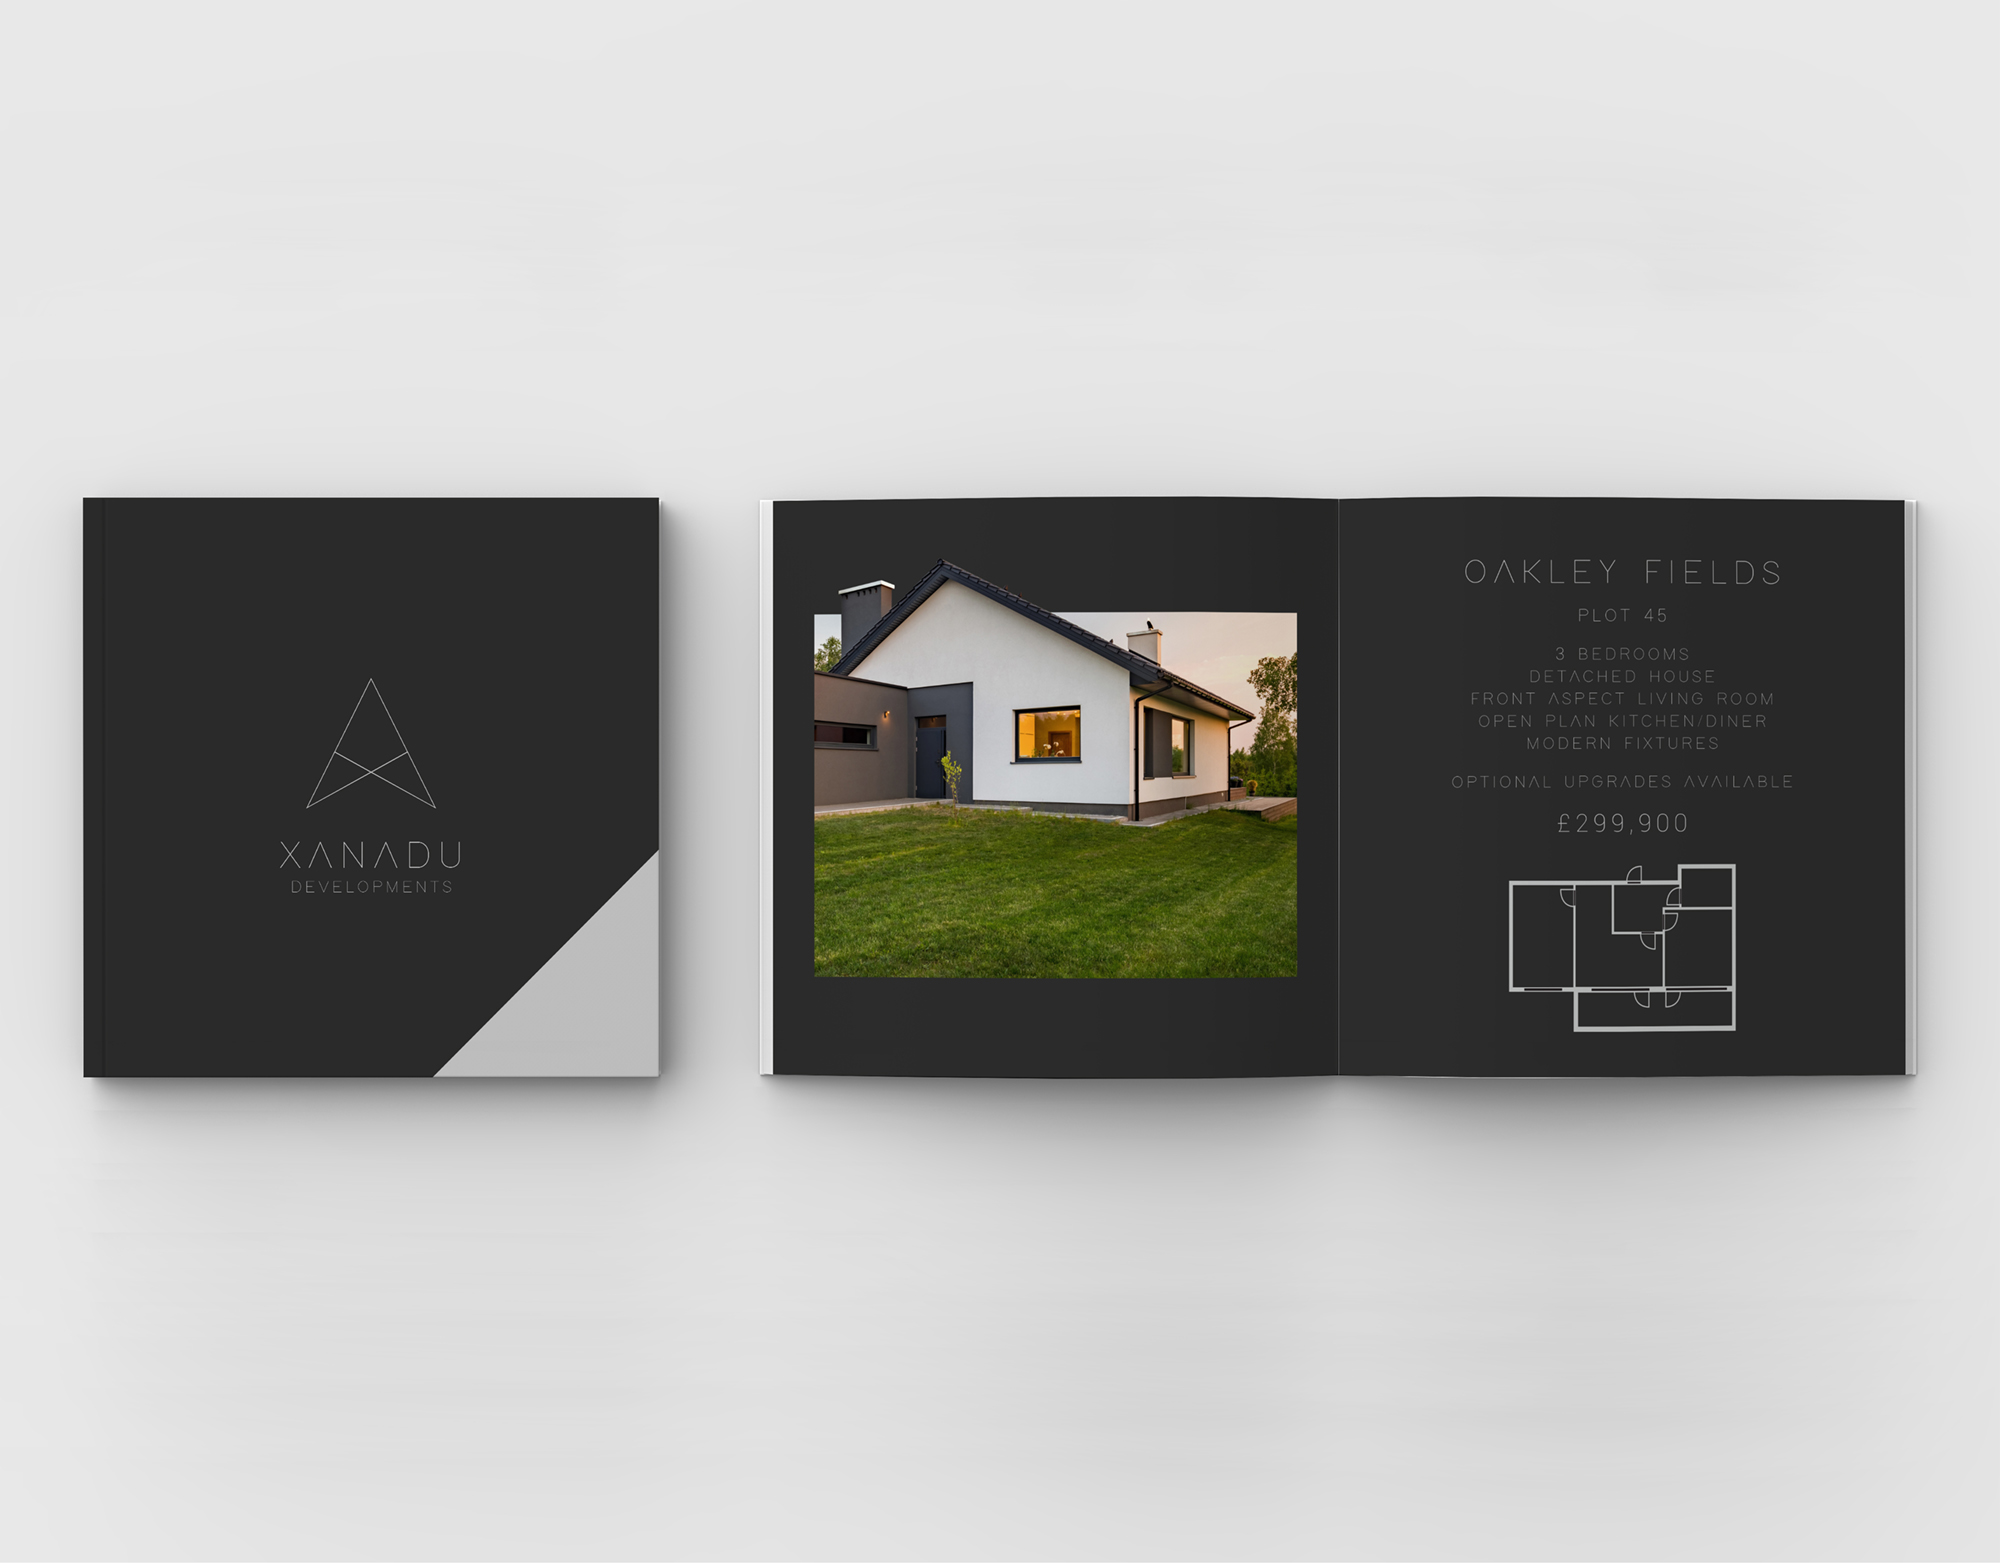 XANADU
DEVELOPMENTS
OAKLEY FIELDS
PLOT 45
3 BEDROOMS
DETACHED HOUSE
FRONT ASPECT LIVING ROOM
OPEN PLAN KITCHEN/DINER
MODERN FIXTURES
OPTIONAL UPGRADES AVAILABLE
£299,900